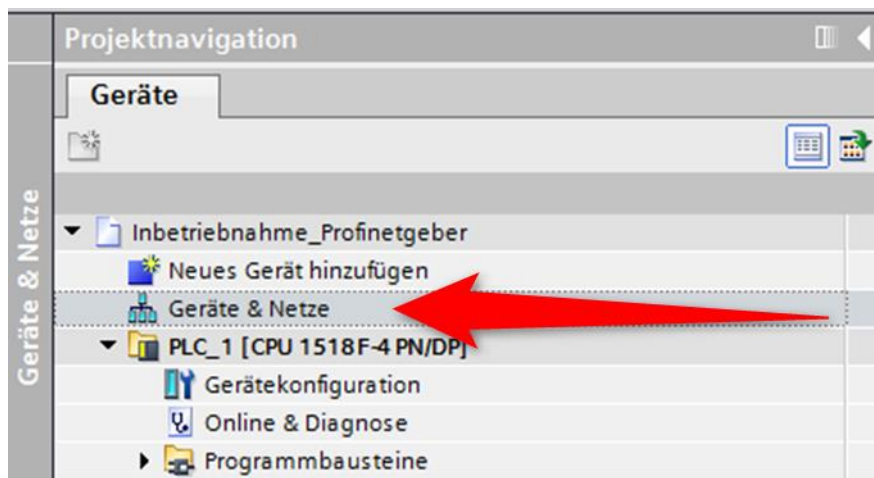 Projektnavigation
Geräte
Geräte & Netze
Inbetriebnahme_Profinetgeber
Neues Gerät hinzufügen
Geräte & Netze
PLC_1 [CPU 1518F-4 PN/DP]
Gerätekonfiguration
Online & Diagnose
Programmbausteine